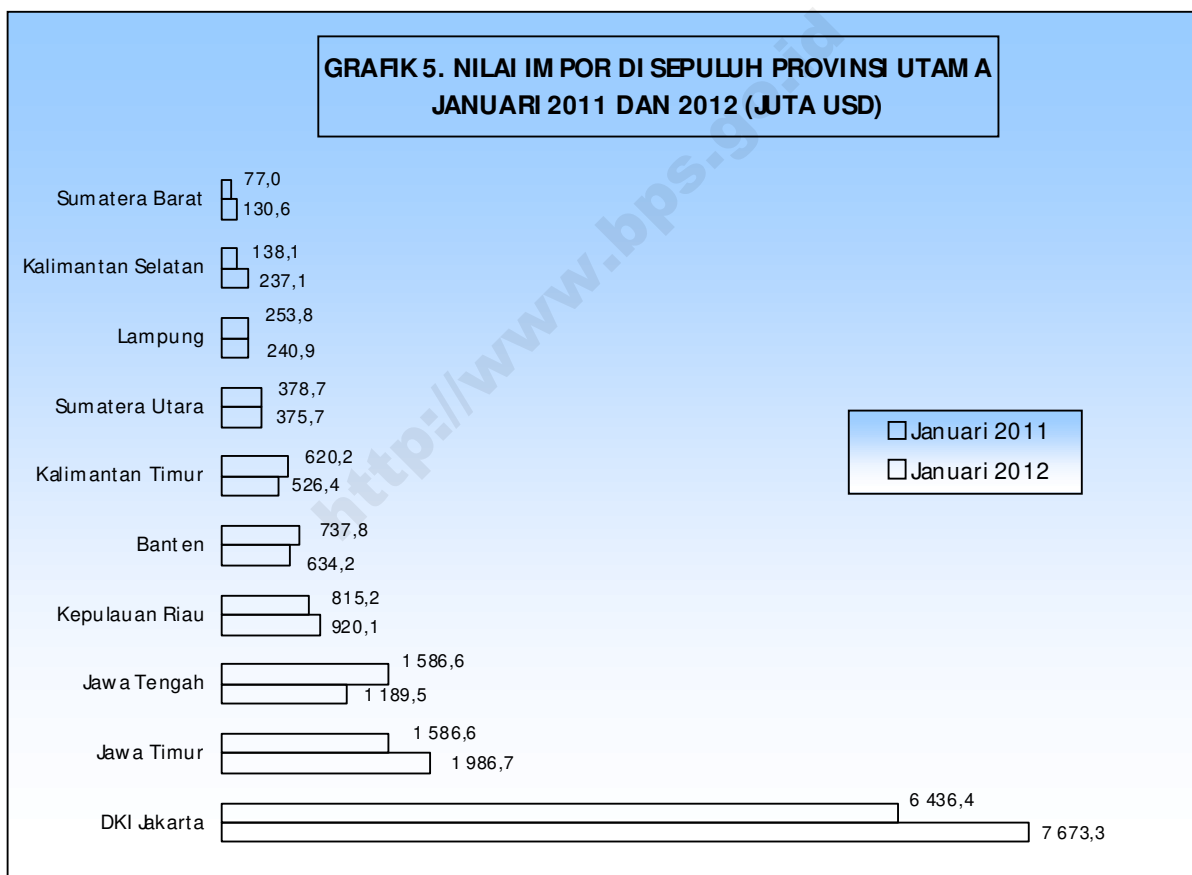 GRAFIK 5. NILAI IMPOR DI SEPULUH PROVINSI UTAMA
JANUARI 2011 DAN 2012 (JUTA USD)
http://www.bps.go.id
Sumatera Barat
77,0
130,6
Kalimantan Selatan
138,1
237,1
Lampung
253,8
240,9
Sumatera Utara
378,7
375,7
Januari 2011
Januari 2012
Kalimantan Timur
620,2
526,4
Banten
737,8
634,2
Kepulauan Riau
815,2
920,1
Jawa Tengah
1 586,6
1 189,5
Jawa Timur
1 586,6
1 986,7
DKI Jakarta
6 436,4
7 673,3